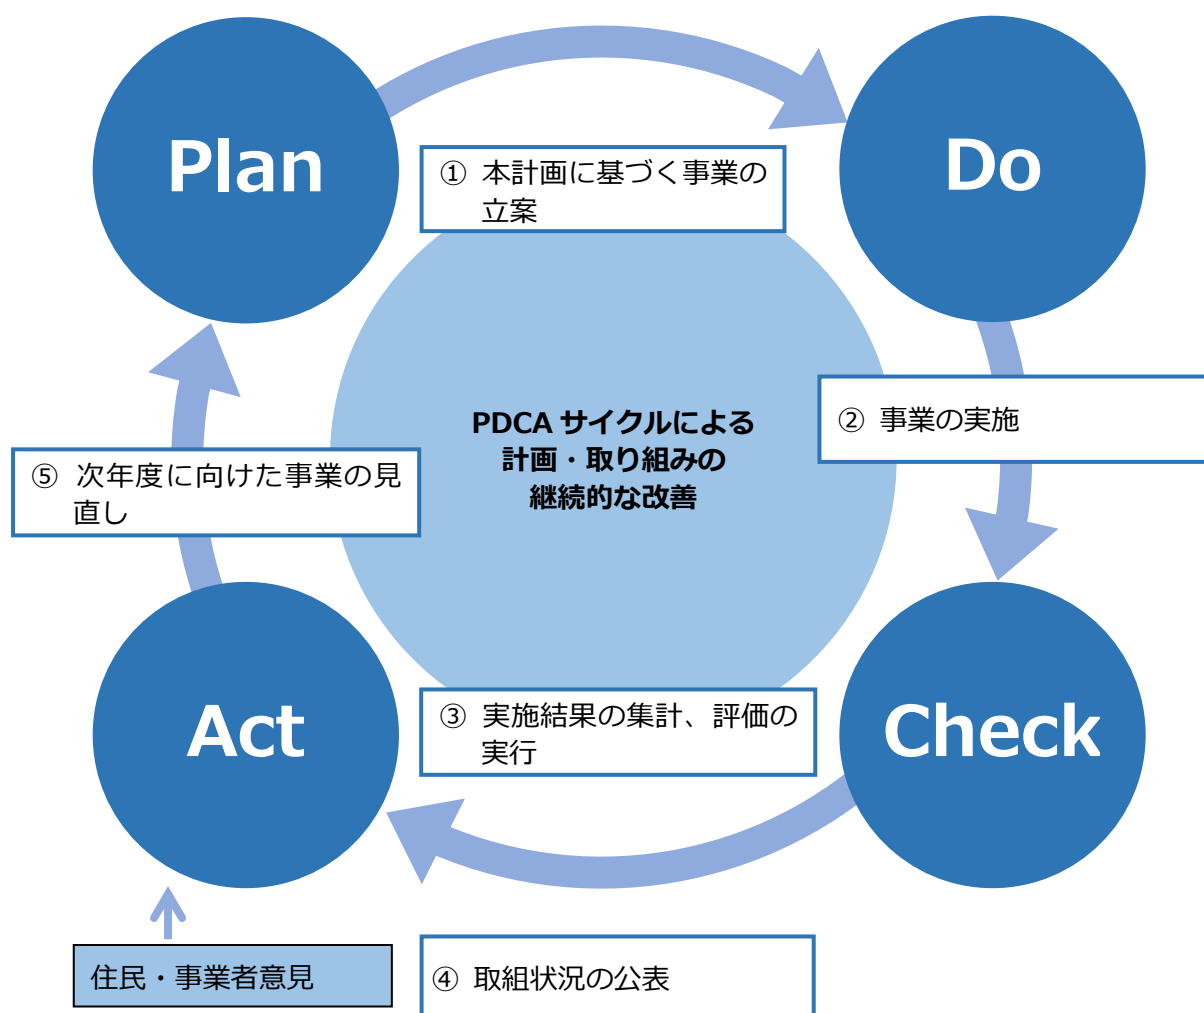 Plan
Do
① 本計画に基づく事業の
立案
② 事業の実施
PDCA サイクルによる
計画・取り組みの
継続的な改善
⑤ 次年度に向けた事業の見
直し
Act
③ 実施結果の集計、評価の
実行
Check
住民・事業者意見
④ 取組状況の公表